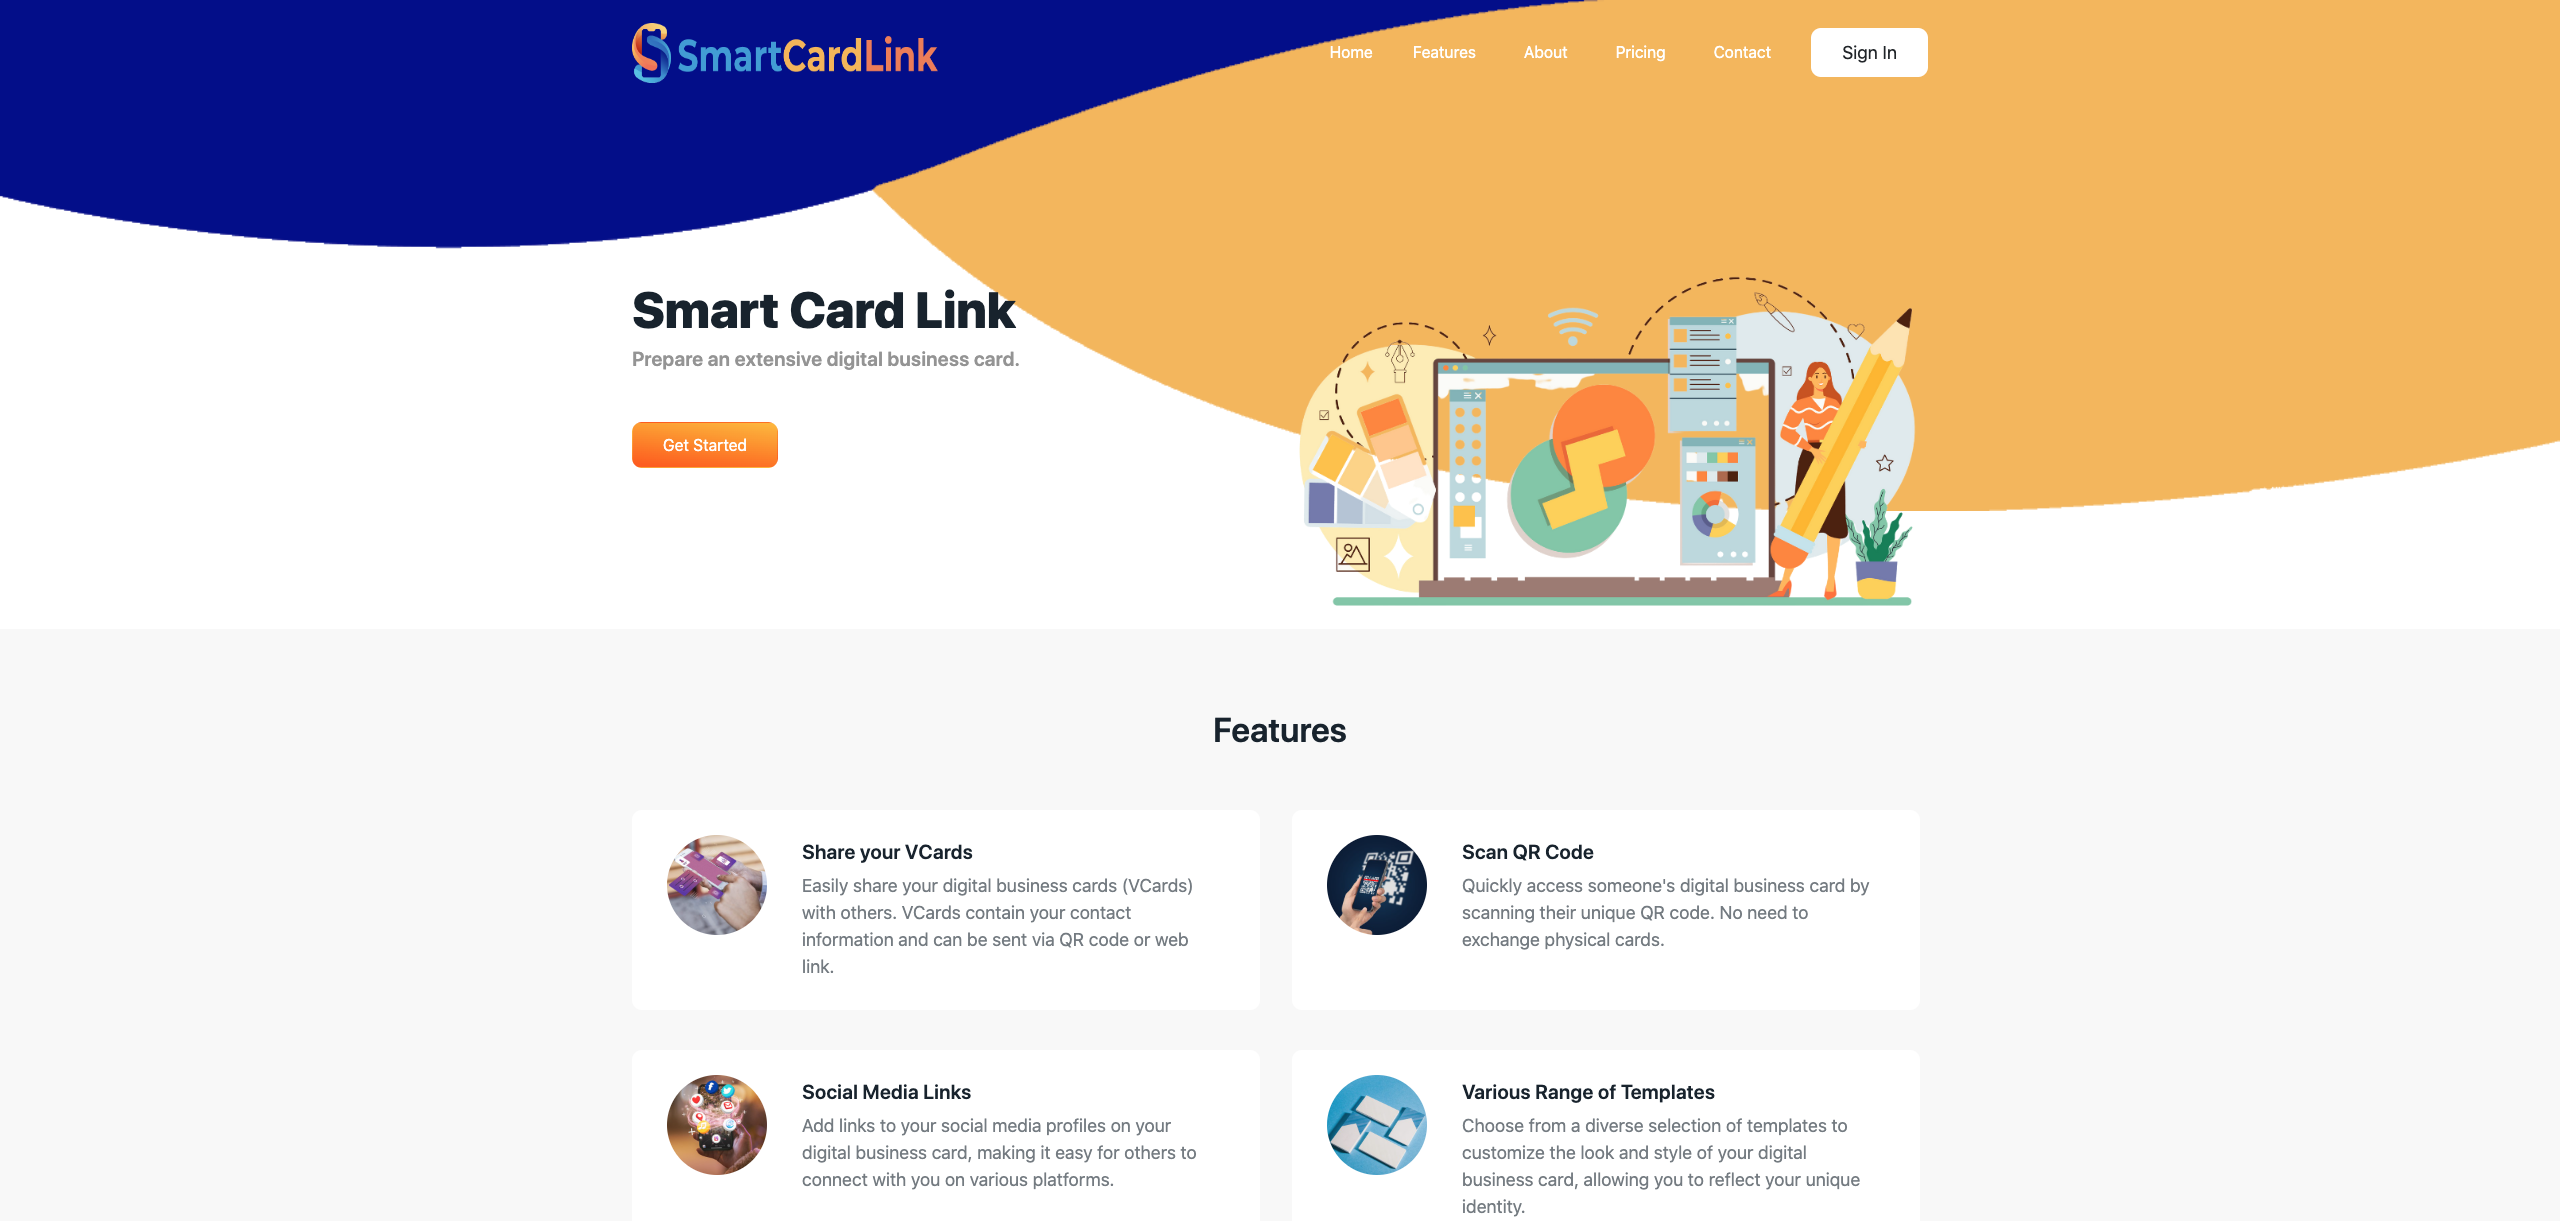 SmartCardLink
Home Features About Pricing Contact Sign In
Smart Card Link
Prepare an extensive digital business card.
Get Started
Features
Share your VCards
Easily share your digital business cards (VCards)
with others. VCards contain your contact
information and can be sent via QR code or web
link.
Scan QR Code
Quickly access someone's digital business card by
scanning their unique QR code. No need to
exchange physical cards.
Social Media Links
Add links to your social media profiles on your
digital business card, making it easy for others to
connect with you on various platforms.
Various Range of Templates
Choose from a diverse selection of templates to
customize the look and style of your digital
business card, allowing you to reflect your unique
identity.